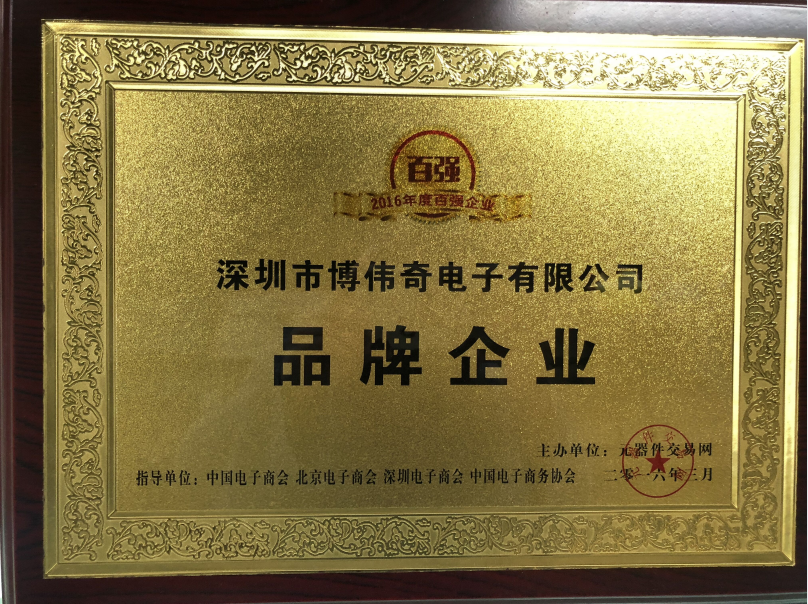 百强
2016年度百强企业
深圳市博伟奇电子有限公司
品牌企业
主办单位：元器件交易网
指导单位：中国电子商会 北京电子商会 深圳电子商会 中国电子商务协会
二零一六年三月